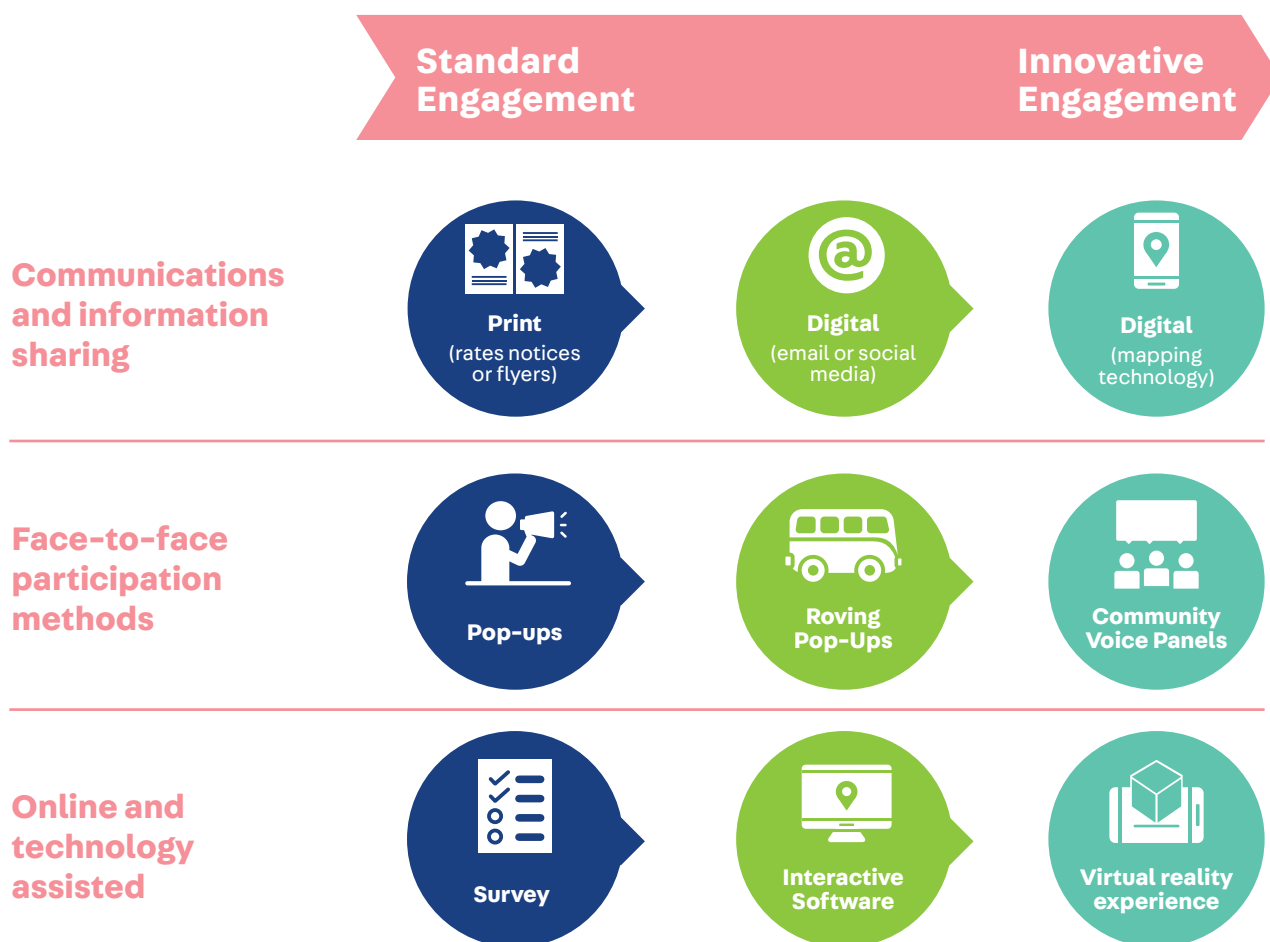 Standard
Engagement
Innovative
Engagement
Communications
and information
sharing
Print
(rates notices
or flyers)
@
Digital
(email or social
media)
Digital
(mapping
technology)
Face-to-face
participation
methods
Pop-ups
Roving
Pop-Ups
Community
Voice Panels
Online and
technology
assisted
Survey
Interactive
Software
Virtual reality
experience